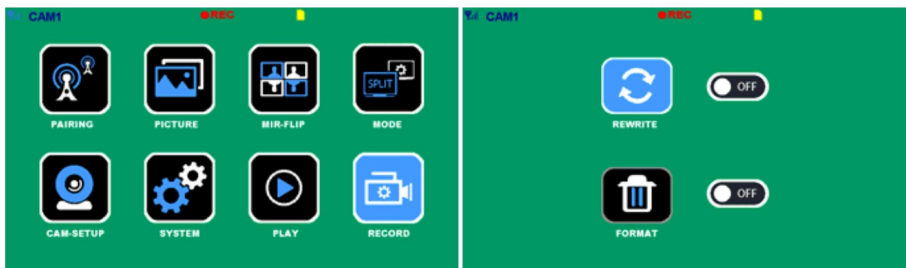 CAM1 REC
PAIRING PICTURE MIR-FLIP MODE
SPLIT
CAM-SETUP SYSTEM PLAY RECORD
CAM1 REC
OFF
REWRITE
OFF
FORMAT